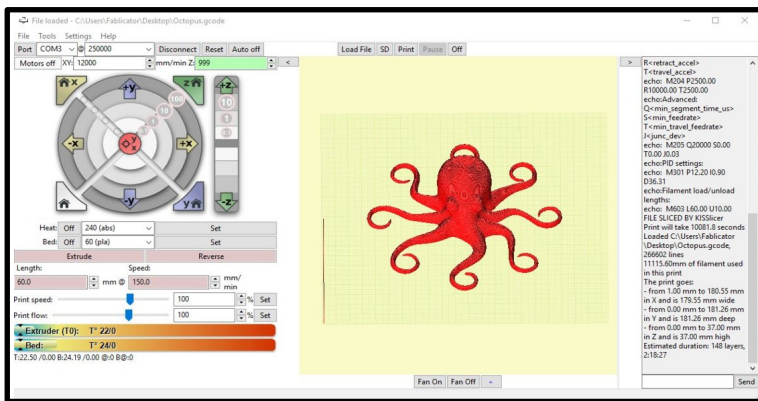 File loaded - C:\Users\Fablicator\Desktop\Octopus.gcode
File Tools Settings Help
Port COM3 @ 250000 Disconnect Reset Auto off Load File SD Print Pause Off
Motors off XY: 12000 mm/min Z: 999 < >
x +y z +z
100
10 10
1 1
0.1
-x y x +x
-y y -z
Heat: Off 240 (abs) Set
Bed: Off 60 (pla) Set
Extrude Reverse
Length: Speed:
60.0 mm @ 150.0 mm/
min
Print speed: 100 % Set
Print flow: 100 % Set
Extruder (T0): T° 22/0
Bed: T° 24/0
T:22.50 /0.00 B:24.19 /0.00 @:0 B@:0
Fan On Fan Off +
R<retract_accel>
T<travel_accel>
echo: M204 P2500.00
R10000.00 T2500.00
echo:Advanced:
Q<min_segment_time_us>
S<min_feedrate>
T<min_travel_feedrate>
J<junc_dev>
echo: M205 Q20000 S0.00
T0.00 J0.03
echo:PID settings:
echo: M301 P12.20 I0.90
D36.31
echo:Filament load/unload
lengths:
echo: M603 L60.00 U10.00
FILE SLICED BY KISSlicer
Print will take 10081.8 seconds
Loaded C:\Users\Fablicator
\Desktop\Octopus.gcode,
266602 lines
11115.60mm of filament used
in this print
The print goes:
- from 1.00 mm to 180.55 mm
in X and is 179.55 mm wide
- from 0.00 mm to 181.26 mm
in Y and is 181.26 mm deep
- from 0.00 mm to 37.00 mm
in Z and is 37.00 mm high
Estimated duration: 148 layers,
2:18:27
Send